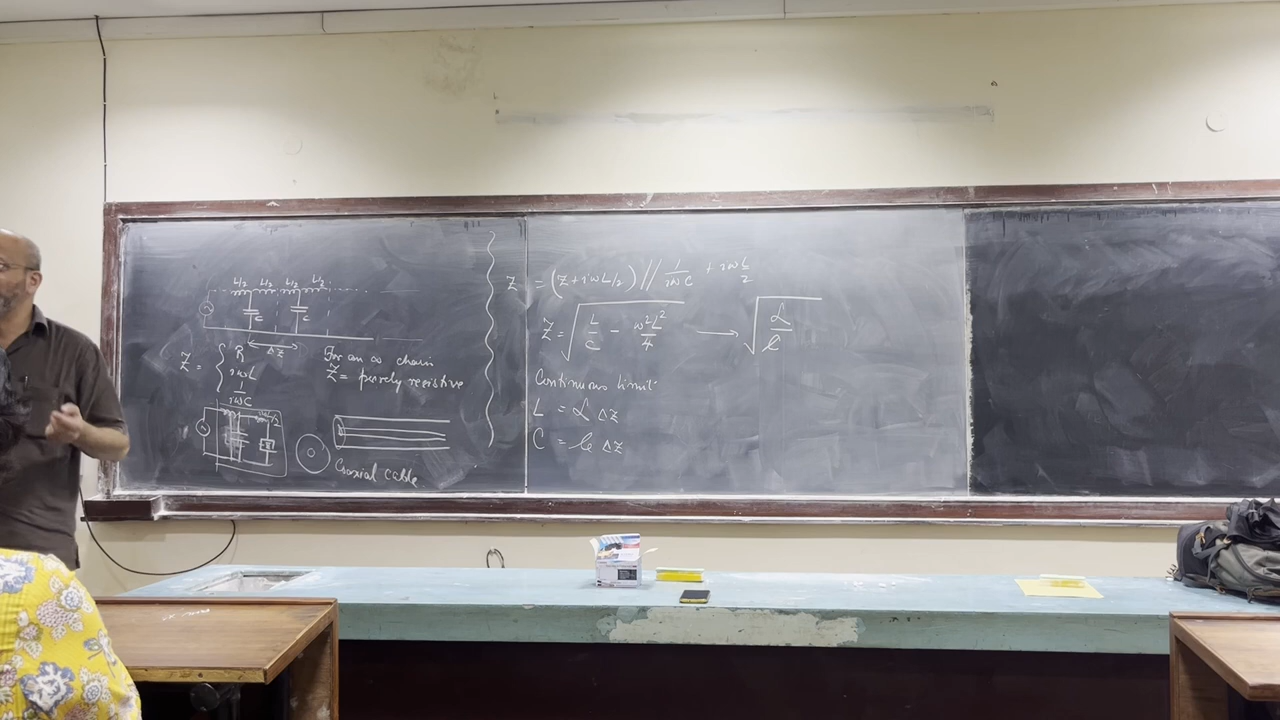 L/2 L/2 L/2 L/2
C C
Δz
Z̃ = { R
iωL
1/iωC
For an ∞ chain
Z̃ = purely resistive
Coaxial cable
Z = (Z + iωL/2) // 1/iωC + iωL/2
Z̃ = √(L/C − ω²L²/4) → √(ℒ/𝒞)
Continuous limit
L = ℒ Δz
C = 𝒞 Δz